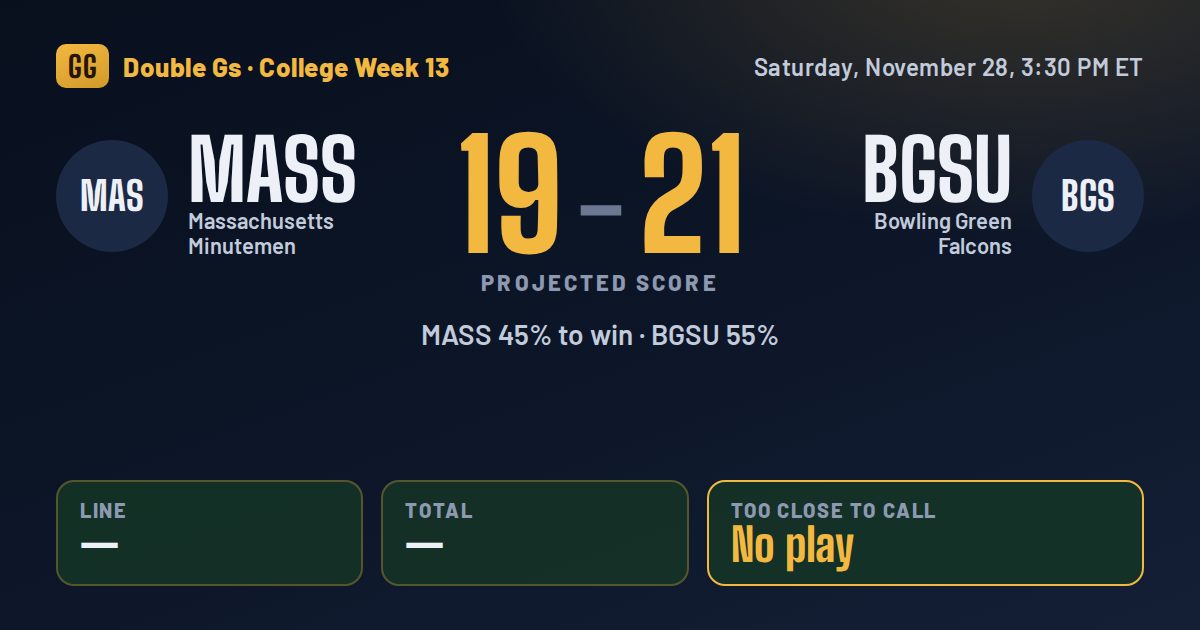 GG Double Gs · College Week 13
Saturday, November 28, 3:30 PM ET
MAS
MASS
Massachusetts
Minutemen
19 – 21
PROJECTED SCORE
MASS 45% to win · BGSU 55%
BGSU
Bowling Green
Falcons
BGS
LINE
—
TOTAL
—
TOO CLOSE TO CALL
No play